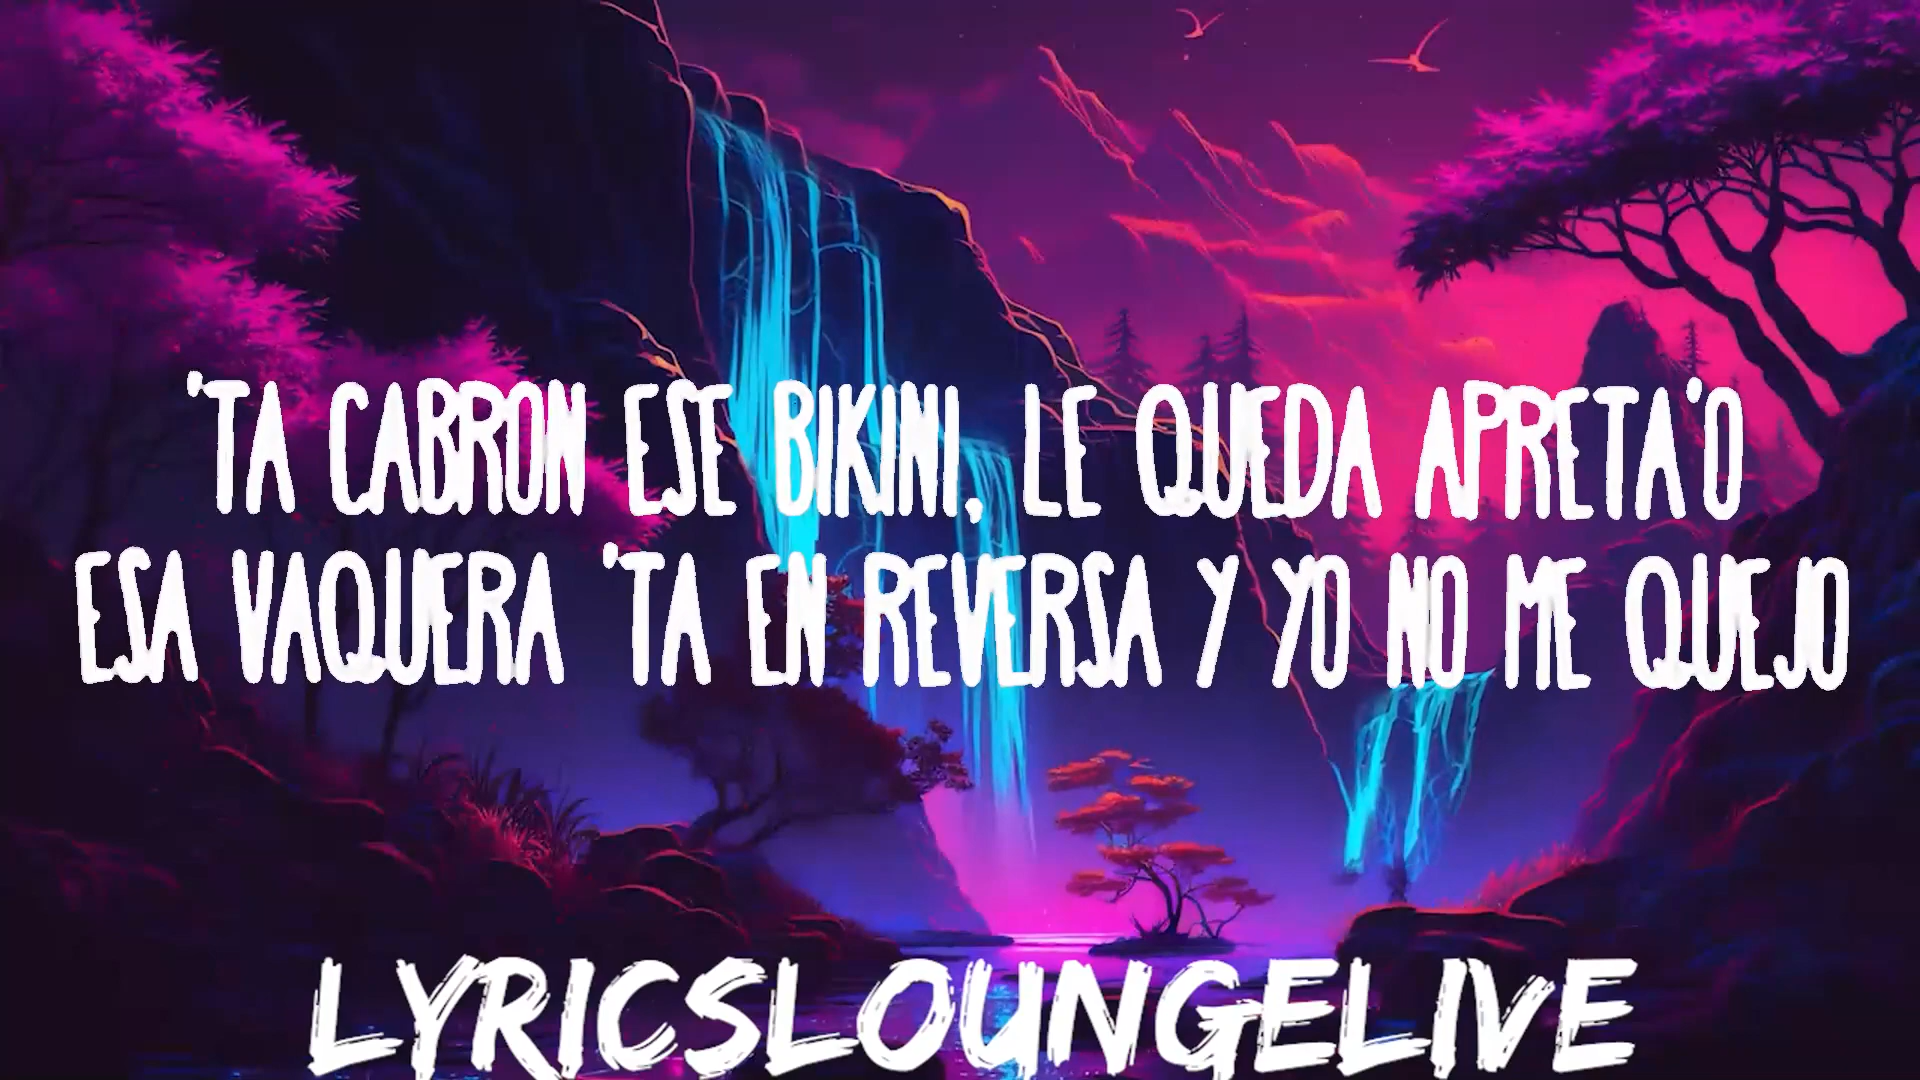 'TA CABRON ESE BIKINI, LE QUEDA APRETA'O
ESA VAQUERA 'TA EN REVERSA Y YO NO ME QUEJO
LYRICSLOUNGELIVE